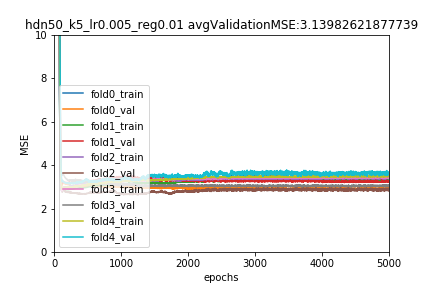 hdn50_k5_lr0.005_reg0.01 avgValidationMSE:3.13982621877739
10
8
6
4
2
0
MSE
fold0_train
fold0_val
fold1_train
fold1_val
fold2_train
fold2_val
fold3_train
fold3_val
fold4_train
fold4_val
0 1000 2000 3000 4000 5000
epochs